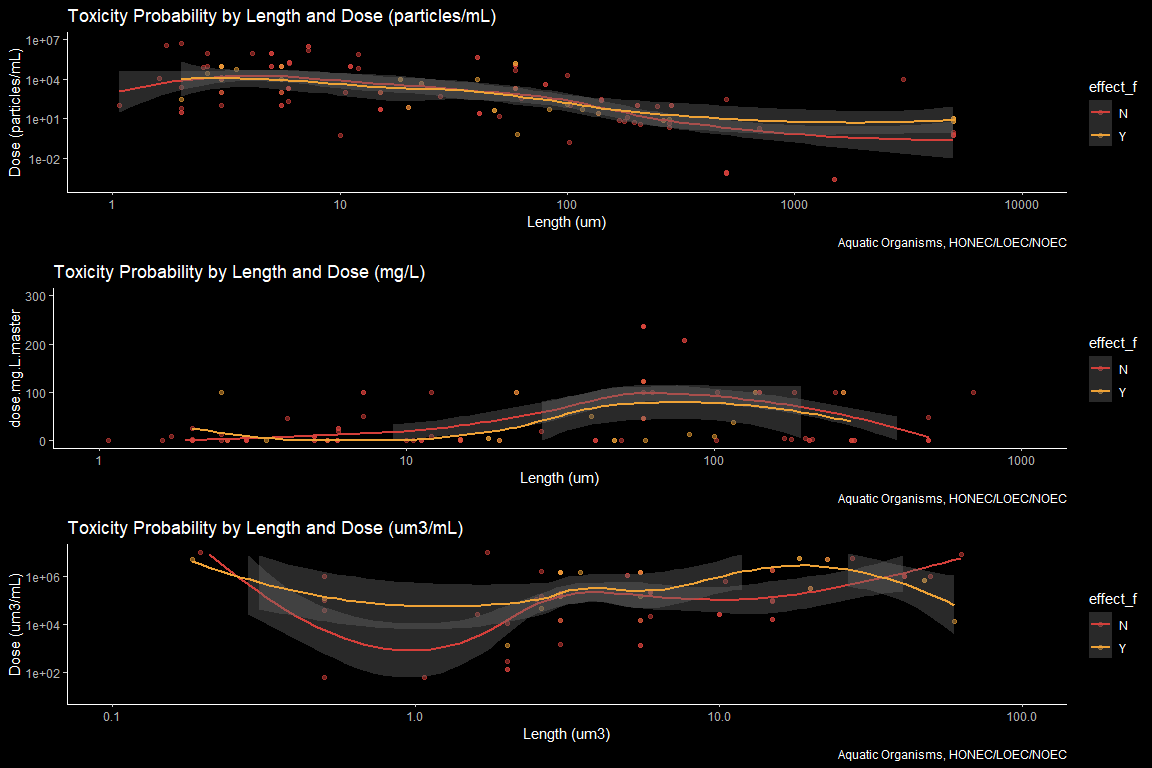 Toxicity Probability by Length and Dose (particles/mL)
Dose (particles/mL)
1e+07
1e+04
1e+01
1e-02
1
10
100
1000
10000
Length (um)
effect_f
N
Y
Aquatic Organisms, HONEC/LOEC/NOEC
Toxicity Probability by Length and Dose (mg/L)
dose.mg.L.master
300
200
100
0
1
10
100
1000
Length (um)
effect_f
N
Y
Aquatic Organisms, HONEC/LOEC/NOEC
Toxicity Probability by Length and Dose (um3/mL)
Dose (um3/mL)
1e+06
1e+04
1e+02
0.1
1.0
10.0
100.0
Length (um3)
effect_f
N
Y
Aquatic Organisms, HONEC/LOEC/NOEC